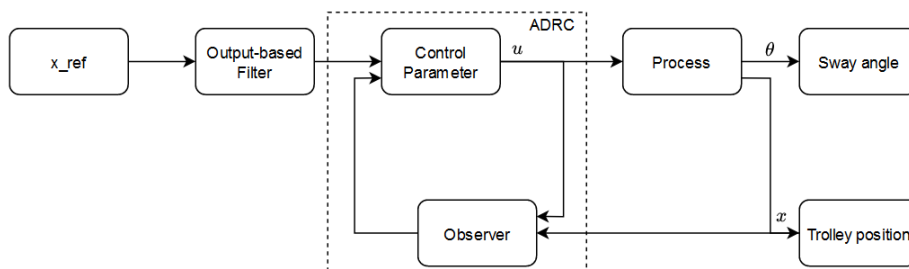 ADRC
x_ref
Output-based
Filter
Control
Parameter
u
Process
θ
Sway angle
Observer
x
Trolley position